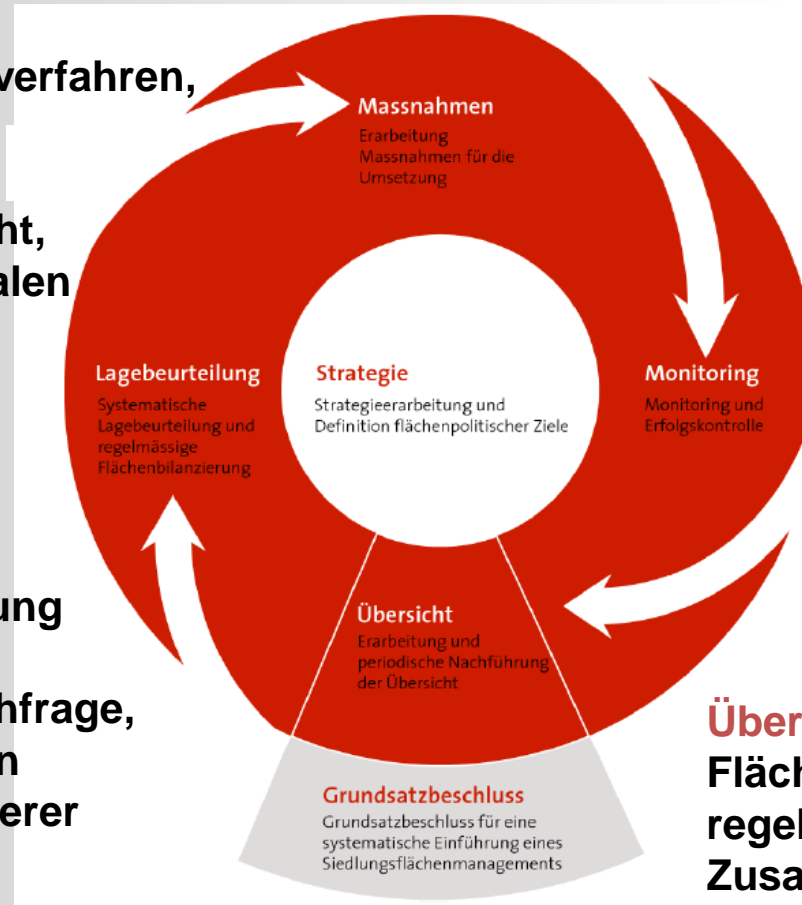 verfahren,
ht,
alen
ung
hfrage,
n
erer
Massnahmen
Erarbeitung
Massnahmen für die
Umsetzung
Lagebeurteilung
Systematische
Lagebeurteilung und
regelmässige
Flächenbilanzierung
Strategie
Strategieerarbeitung und
Definition flächenpolitischer Ziele
Monitoring
Monitoring und
Erfolgskontrolle
Übersicht
Erarbeitung und
periodische Nachführung
der Übersicht
Grundsatzbeschluss
Grundsatzbeschluss für eine
systematische Einführung eines
Siedlungsflächenmanagements
Über
Fläch
regel
Zusa